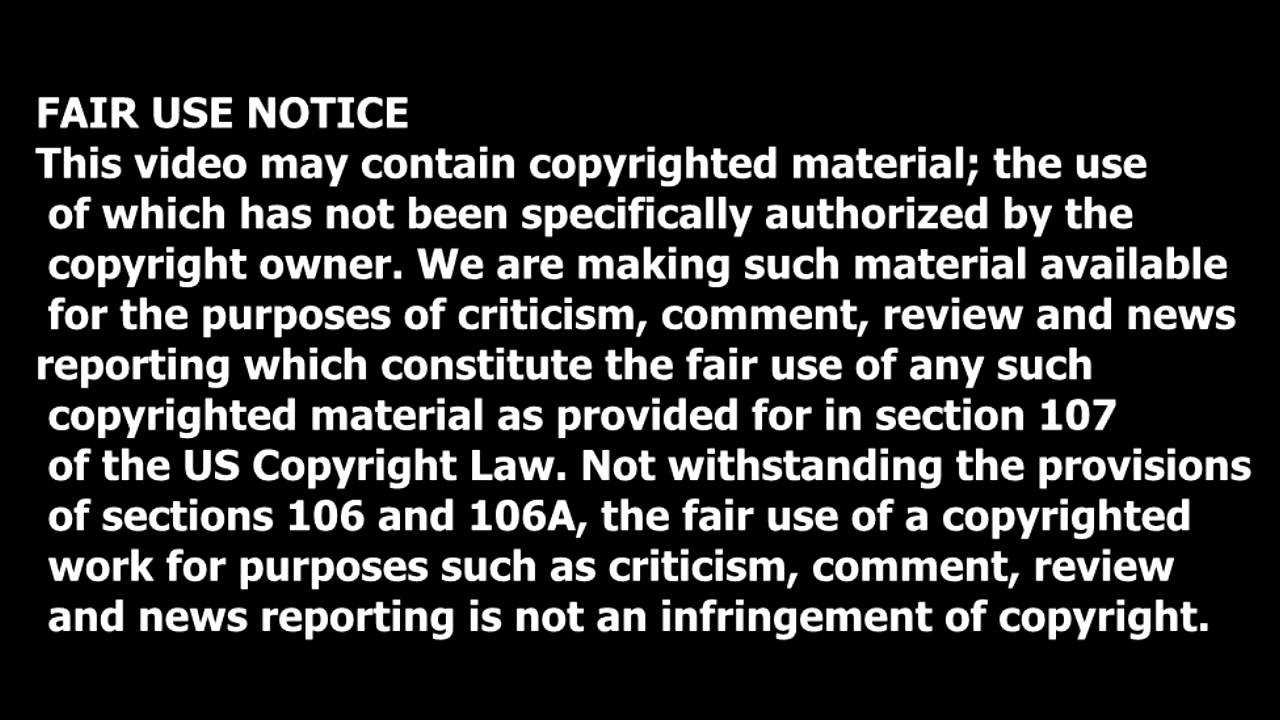 FAIR USE NOTICE
This video may contain copyrighted material; the use
of which has not been specifically authorized by the
copyright owner. We are making such material available
for the purposes of criticism, comment, review and news
reporting which constitute the fair use of any such
copyrighted material as provided for in section 107
of the US Copyright Law. Not withstanding the provisions
of sections 106 and 106A, the fair use of a copyrighted
work for purposes such as criticism, comment, review
and news reporting is not an infringement of copyright.